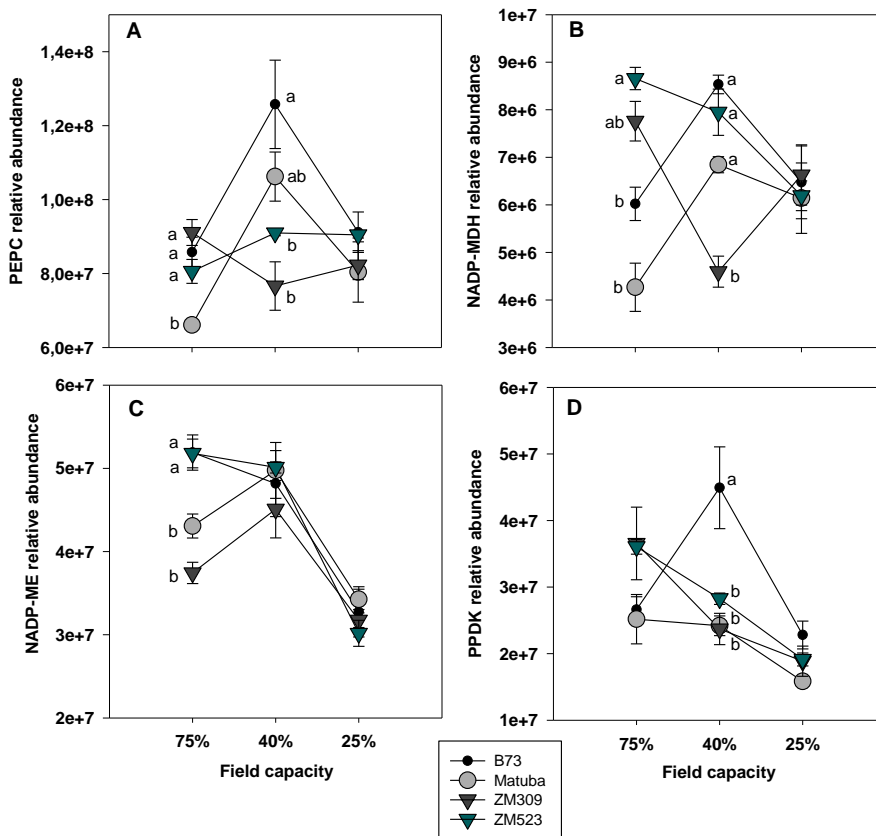 A
PEPC relative abundance
1,4e+8
1,2e+8
1,0e+8
8,0e+7
6,0e+7
a
a
a
b
a
ab
b
b
B
NADP-MDH relative abundance
1e+7
9e+6
8e+6
7e+6
6e+6
5e+6
4e+6
3e+6
a
ab
b
b
a
a
a
b
C
NADP-ME relative abundance
6e+7
5e+7
4e+7
3e+7
2e+7
a
a
b
b
75%
40%
25%
Field capacity
D
PPDK relative abundance
6e+7
5e+7
4e+7
3e+7
2e+7
1e+7
a
b
b
b
75%
40%
25%
Field capacity
B73
Matuba
ZM309
ZM523